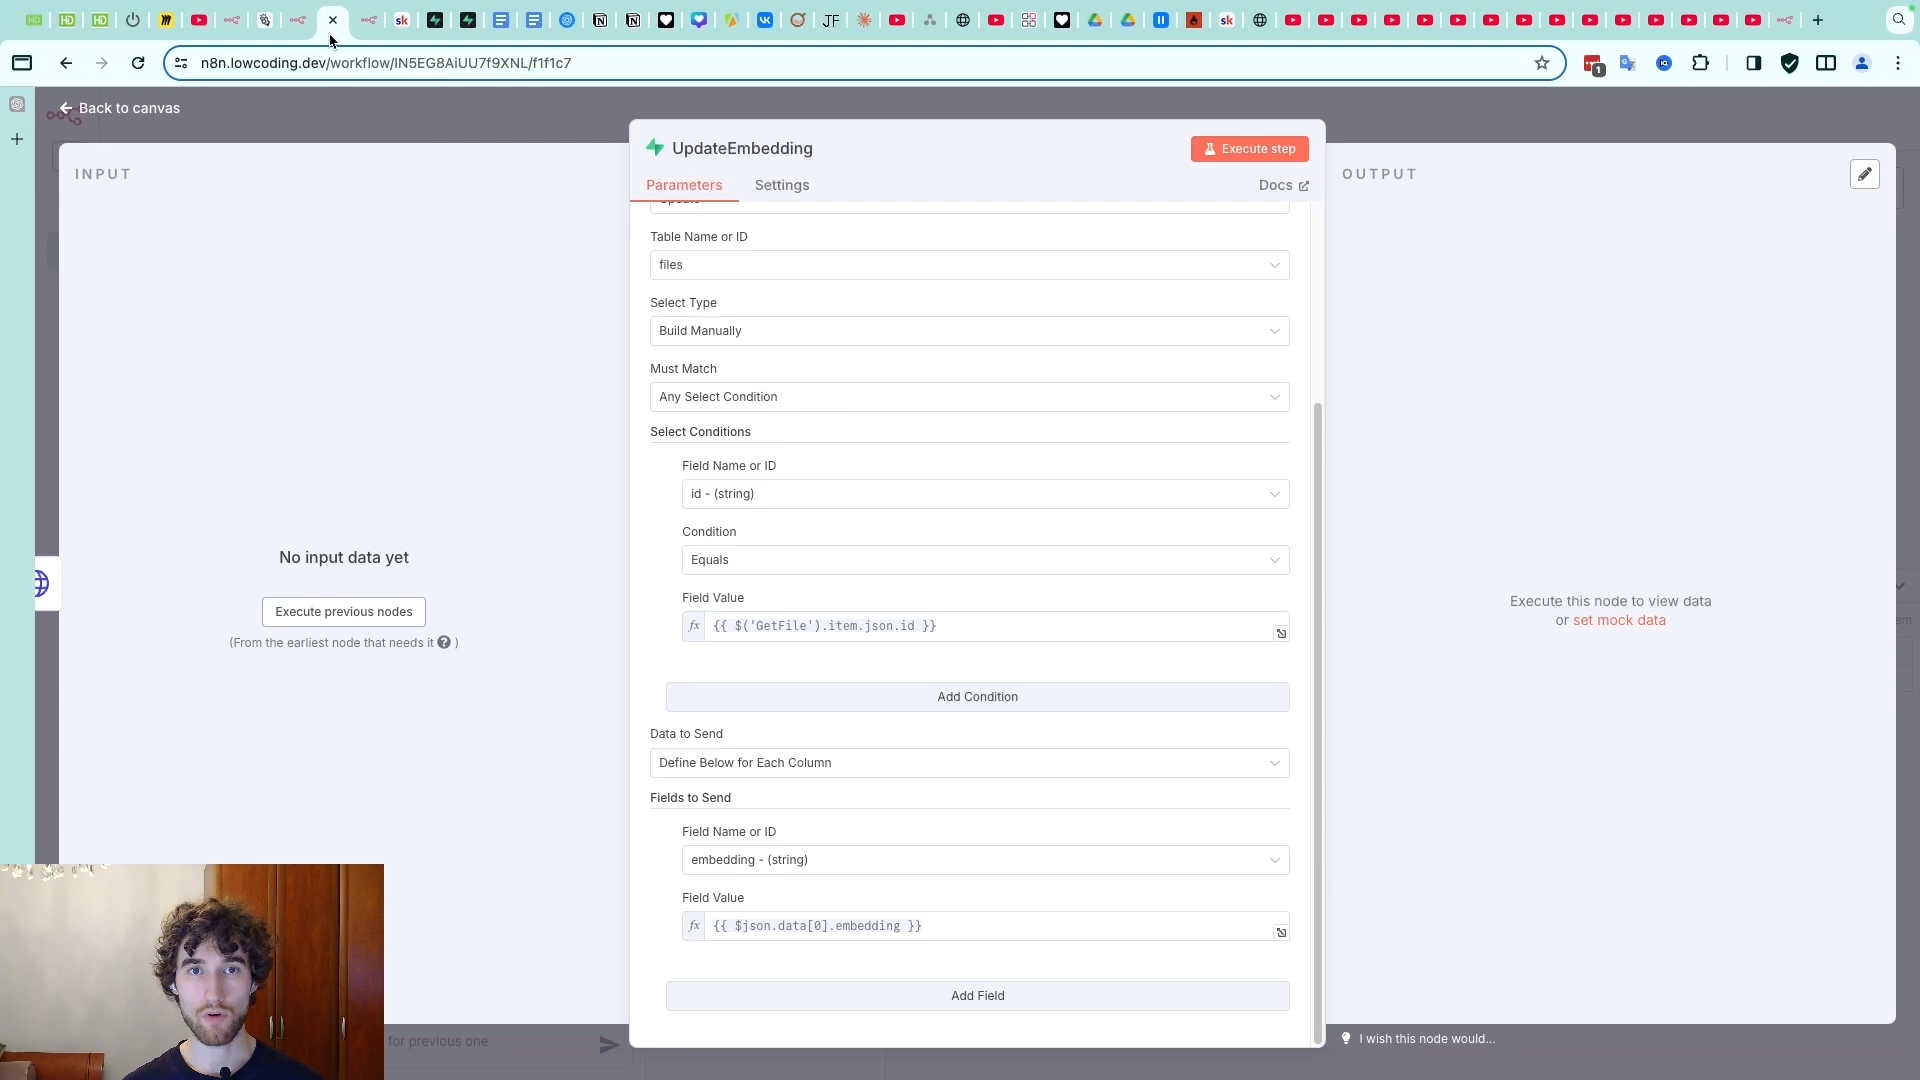 n8n.lowcoding.dev/workflow/IN5EG8AiUU7f9XNL/f1f1c7
1
Back to canvas
INPUT
UpdateEmbedding
Execute step
OUTPUT
Parameters
Settings
Docs
Update
Table Name or ID
files
Select Type
Build Manually
Must Match
Any Select Condition
Select Conditions
Field Name or ID
id - (string)
Condition
Equals
Field Value
fx {{ $('GetFile').item.json.id }}
No input data yet
Execute previous nodes
(From the earliest node that needs it ? )
Execute this node to view data
or set mock data
Add Condition
Data to Send
Define Below for Each Column
Fields to Send
Field Name or ID
embedding - (string)
Field Value
fx {{ $json.data[0].embedding }}
Add Field
for previous one
I wish this node would...